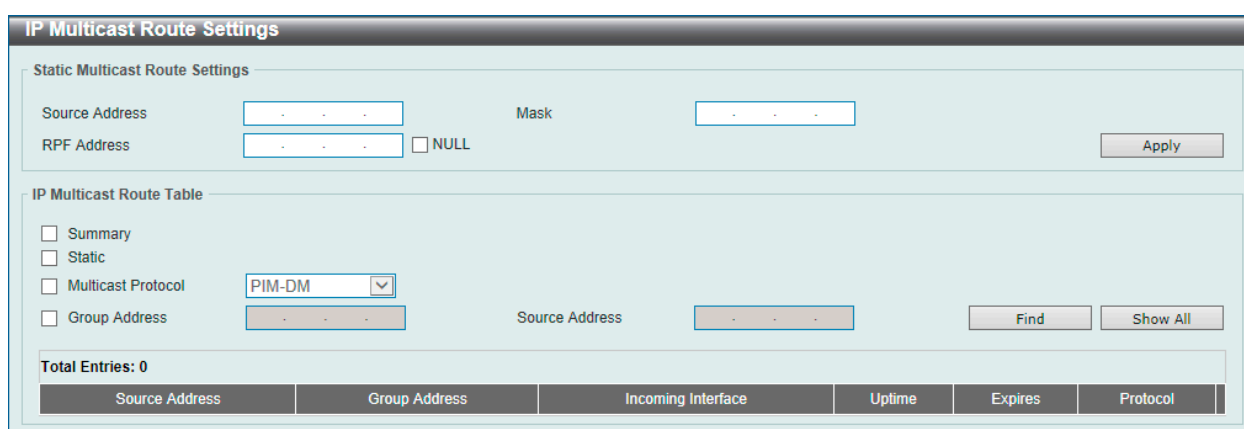 IP Multicast Route Settings
Static Multicast Route Settings
Source Address . . . Mask . . .
RPF Address . . . NULL Apply
IP Multicast Route Table
Summary
Static
Multicast Protocol PIM-DM
Group Address . . . Source Address . . . Find Show All
Total Entries: 0
Source Address Group Address Incoming Interface Uptime Expires Protocol